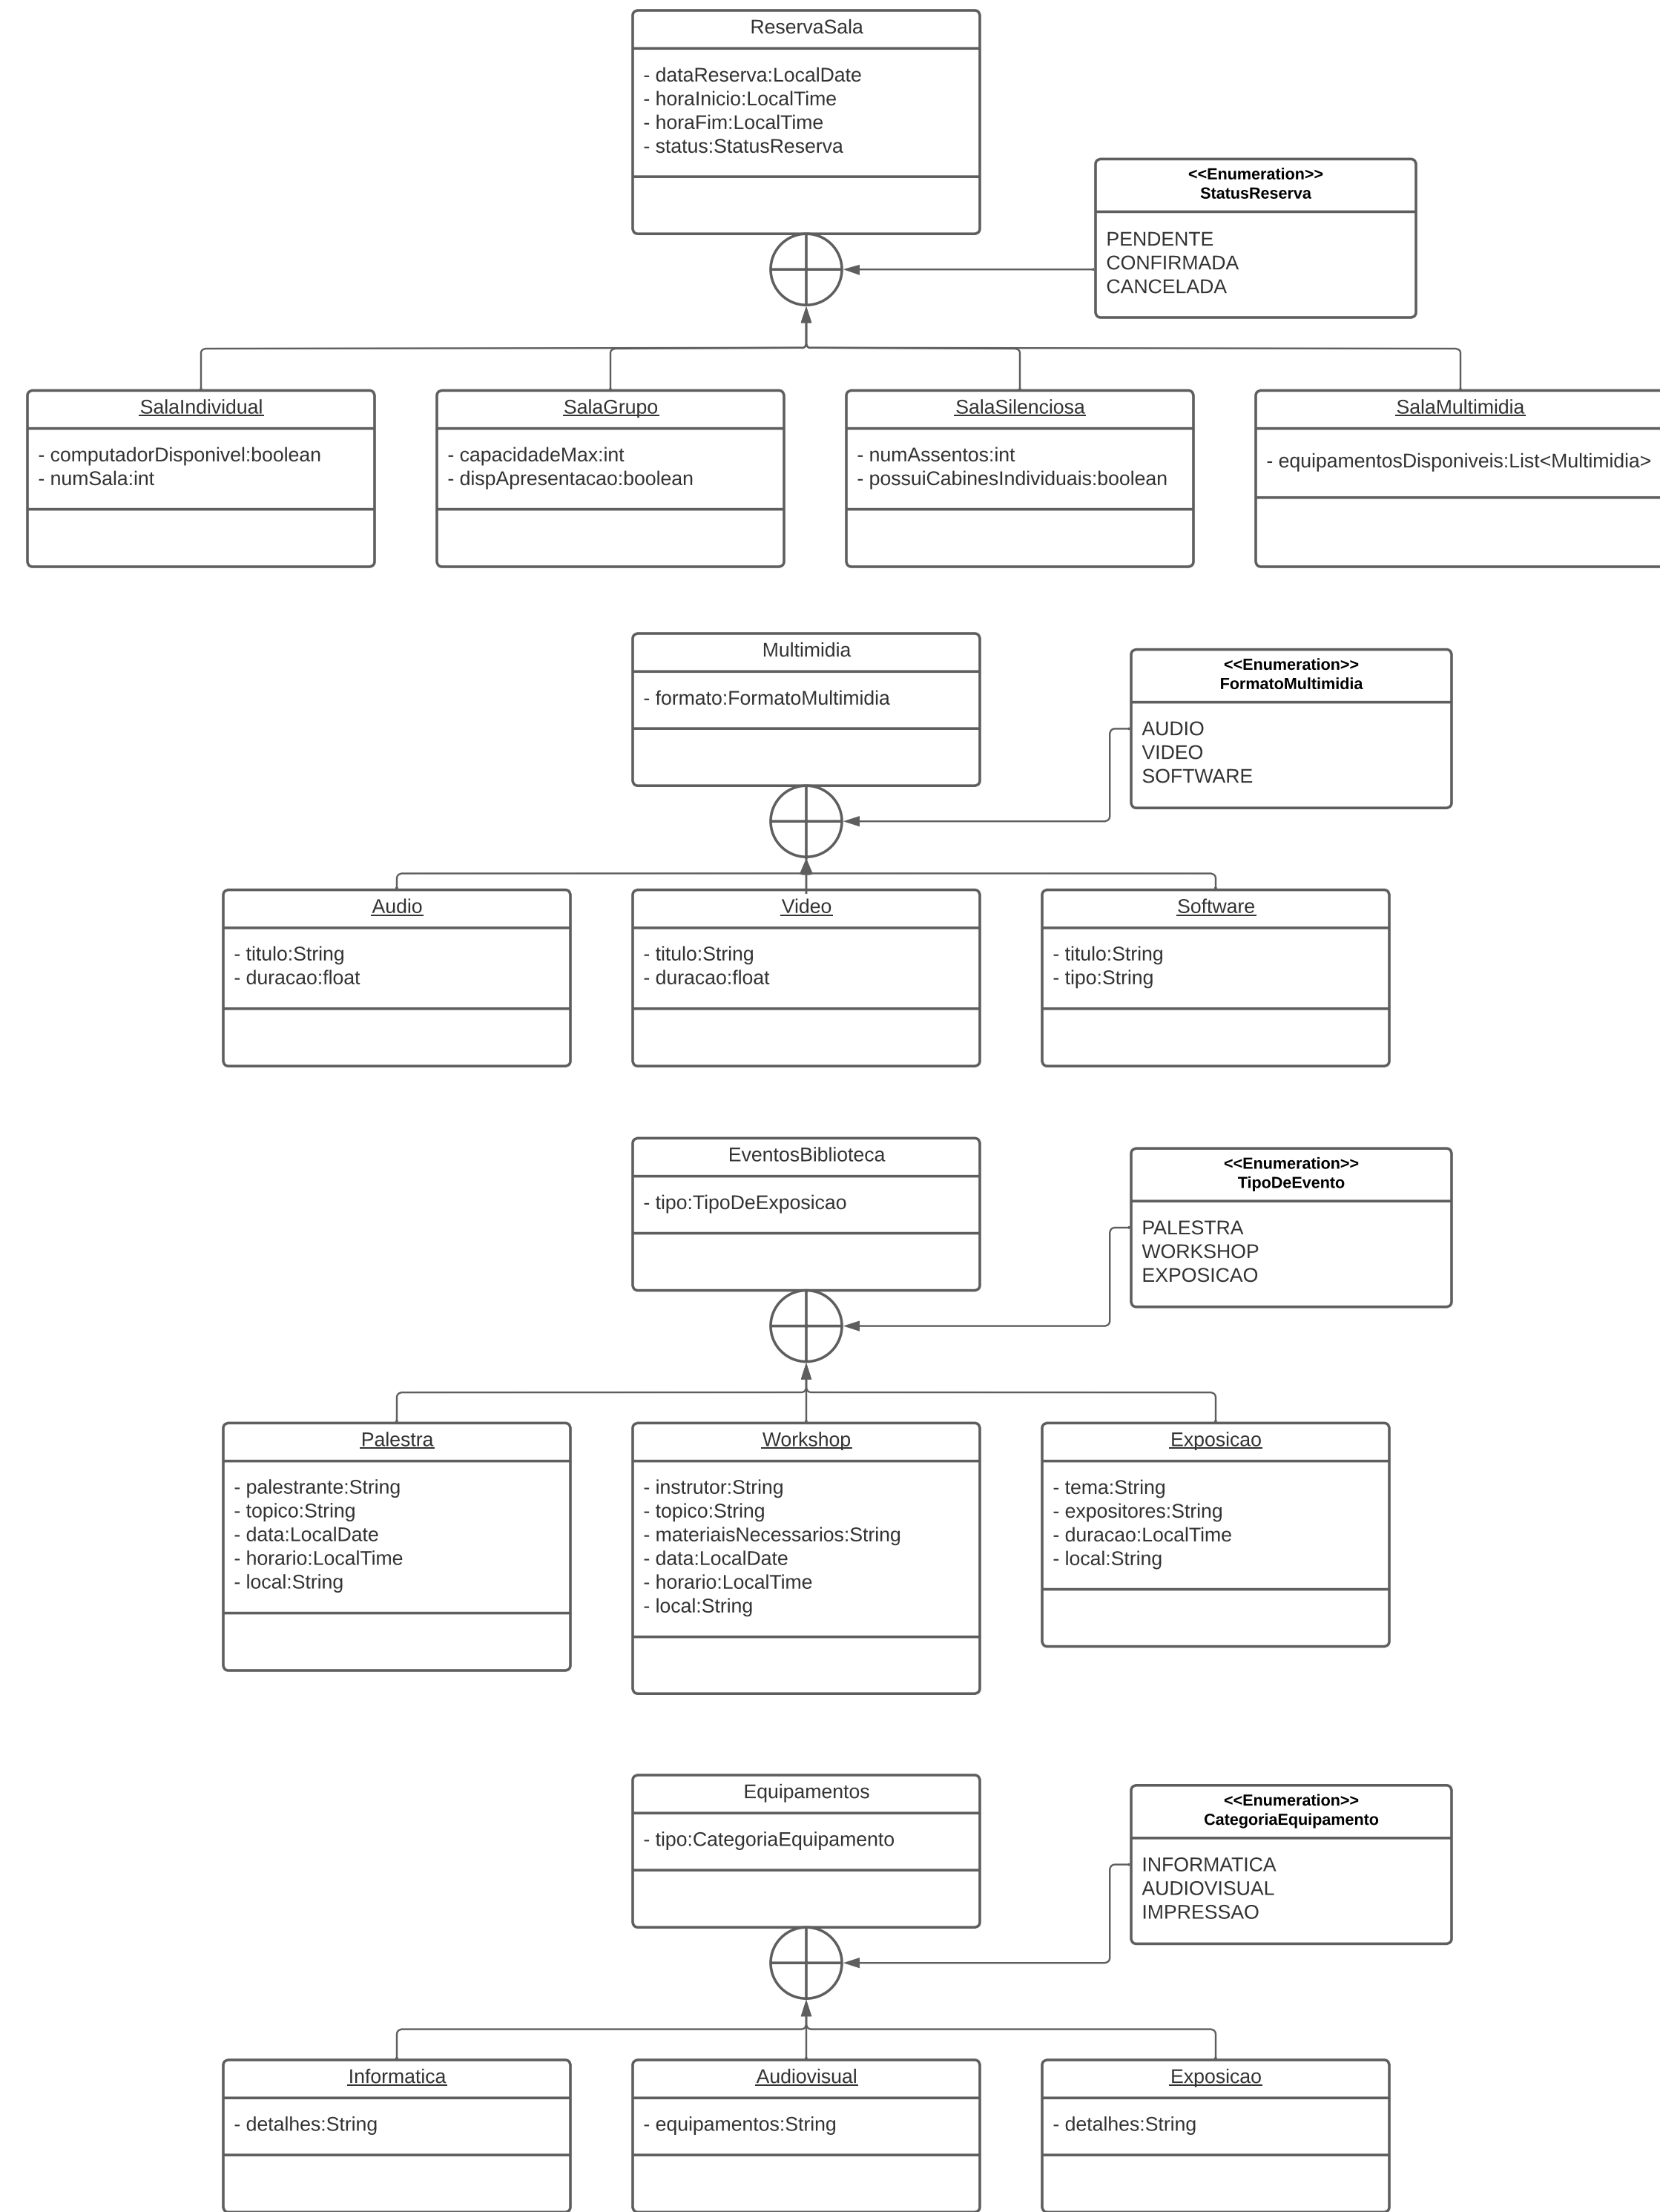 ReservaSala
- dataReserva:LocalDate
- horaInicio:LocalTime
- horaFim:LocalTime
- status:StatusReserva
<<Enumeration>>
StatusReserva
PENDENTE
CONFIRMADA
CANCELADA
SalaIndividual
- computadorDisponivel:boolean
- numSala:int
SalaGrupo
- capacidadeMax:int
- dispApresentacao:boolean
SalaSilenciosa
- numAssentos:int
- possuiCabinesIndividuais:boolean
SalaMultimidia
- equipamentosDisponiveis:List<Multimidia>
Multimidia
- formato:FormatoMultimidia
<<Enumeration>>
FormatoMultimidia
AUDIO
VIDEO
SOFTWARE
Audio
- titulo:String
- duracao:float
Video
- titulo:String
- duracao:float
Software
- titulo:String
- tipo:String
EventosBiblioteca
- tipo:TipoDeExposicao
<<Enumeration>>
TipoDeEvento
PALESTRA
WORKSHOP
EXPOSICAO
Palestra
- palestrante:String
- topico:String
- data:LocalDate
- horario:LocalTime
- local:String
Workshop
- instrutor:String
- topico:String
- materiaisNecessarios:String
- data:LocalDate
- horario:LocalTime
- local:String
Exposicao
- tema:String
- expositores:String
- duracao:LocalTime
- local:String
Equipamentos
- tipo:CategoriaEquipamento
<<Enumeration>>
CategoriaEquipamento
INFORMATICA
AUDIOVISUAL
IMPRESSAO
Informatica
- detalhes:String
Audiovisual
- equipamentos:String
Exposicao
- detalhes:String